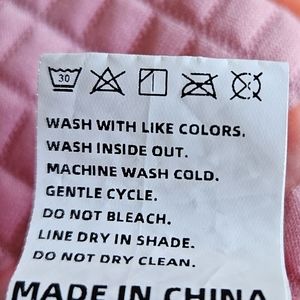 30
WASH WITH LIKE COLORS.
WASH INSIDE OUT.
MACHINE WASH COLD.
GENTLE CYCLE.
DO NOT BLEACH.
LINE DRY IN SHADE.
DO NOT DRY CLEAN.
MADE IN CHINA